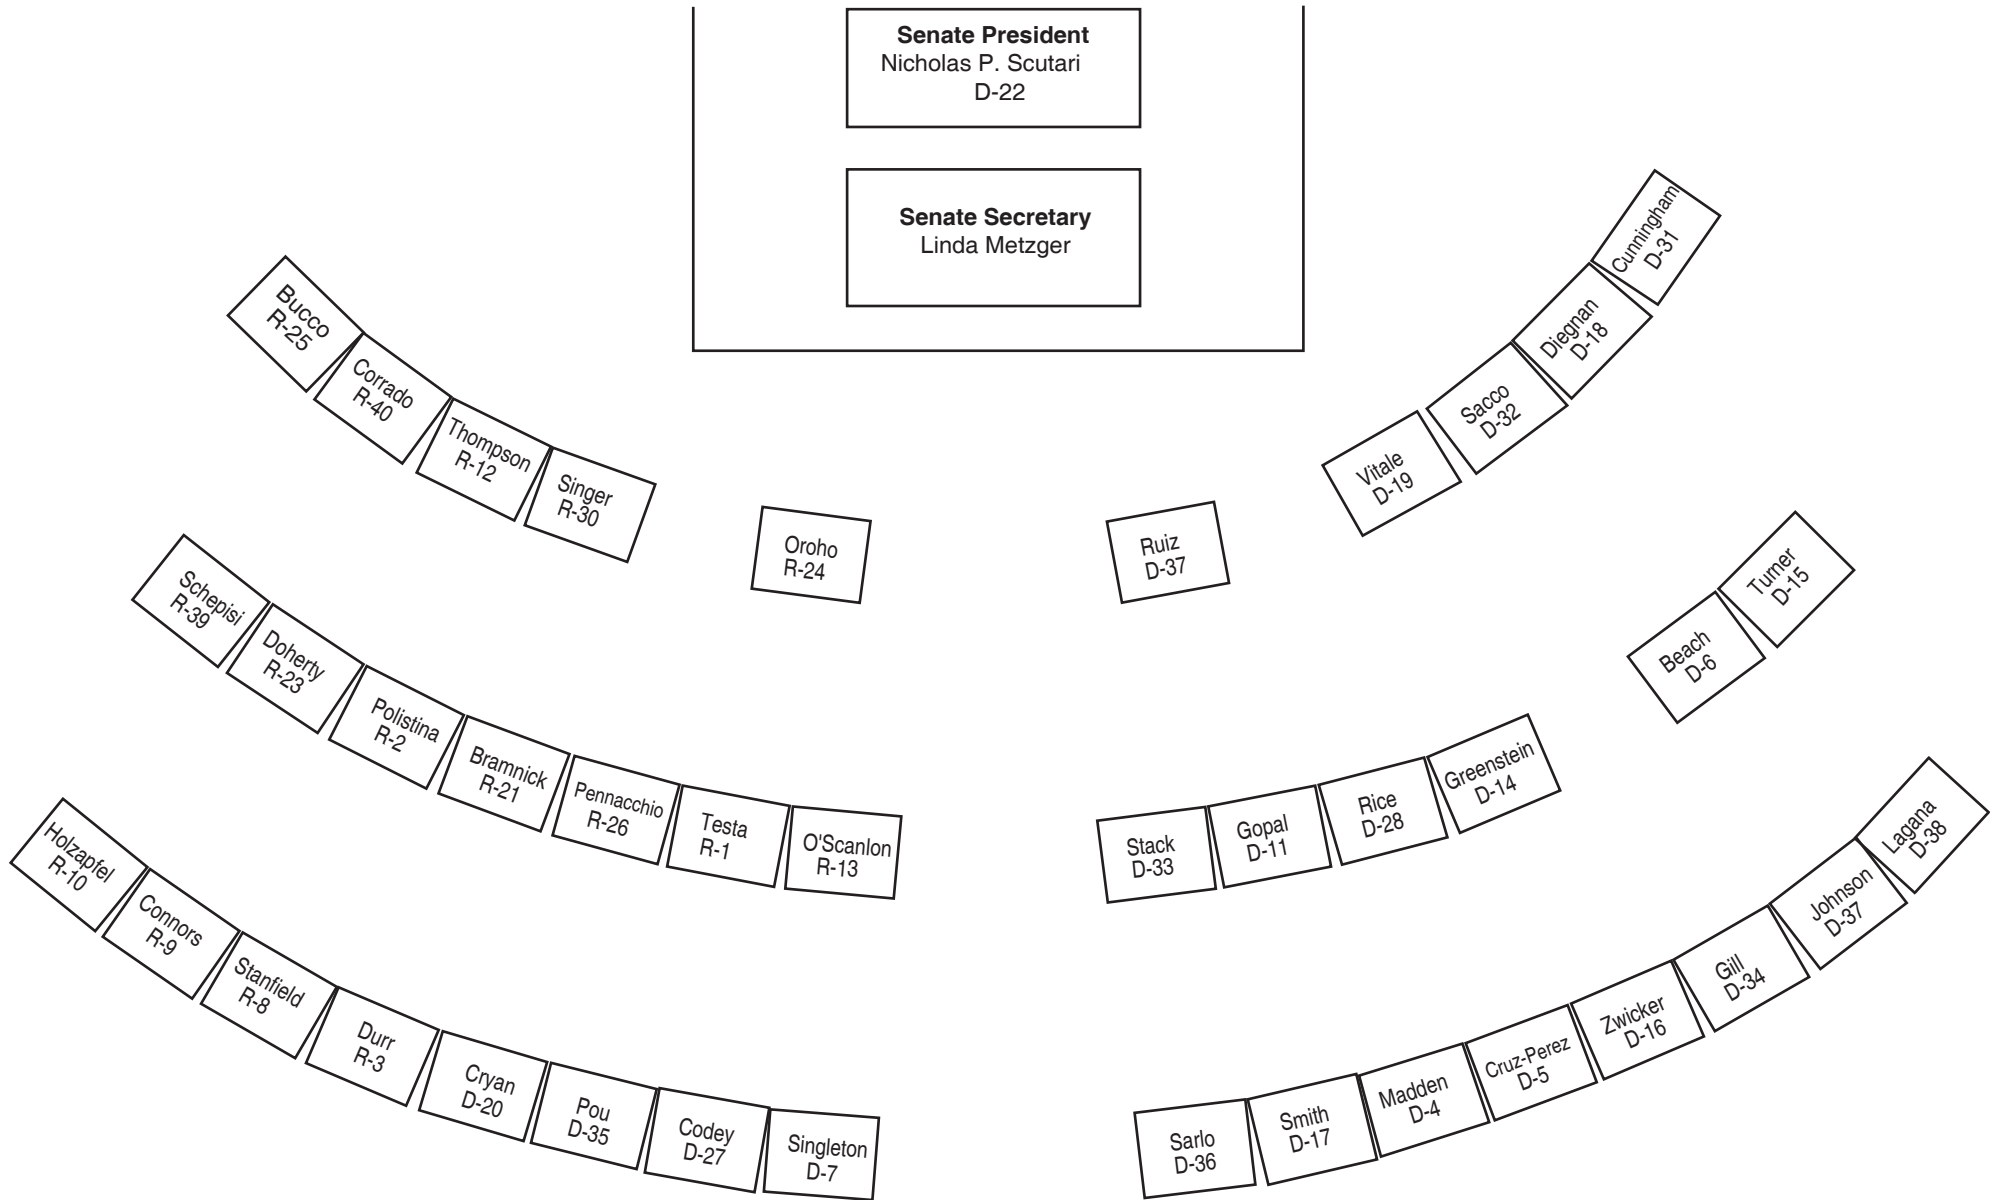 Senate President
Nicholas P. Scutari
D-22
Senate Secretary
Linda Metzger
Bucco
R-25
Corrado
R-40
Thompson
R-12
Singer
R-30
Oroho
R-24
Ruiz
D-37
Vitale
D-19
Sacco
D-32
Diegnan
D-18
Cunningham
D-31
Schepisi
R-39
Doherty
R-23
Polistina
R-2
Bramnick
R-21
Pennacchio
R-26
Testa
R-1
O'Scanlon
R-13
Stack
D-33
Gopal
D-11
Rice
D-28
Greenstein
D-14
Beach
D-6
Turner
D-15
Holzapfel
R-10
Connors
R-9
Stanfield
R-8
Durr
R-3
Cryan
D-20
Pou
D-35
Codey
D-27
Singleton
D-7
Sarlo
D-36
Smith
D-17
Madden
D-4
Cruz-Perez
D-5
Zwicker
D-16
Gill
D-34
Johnson
D-37
Lagana
D-38